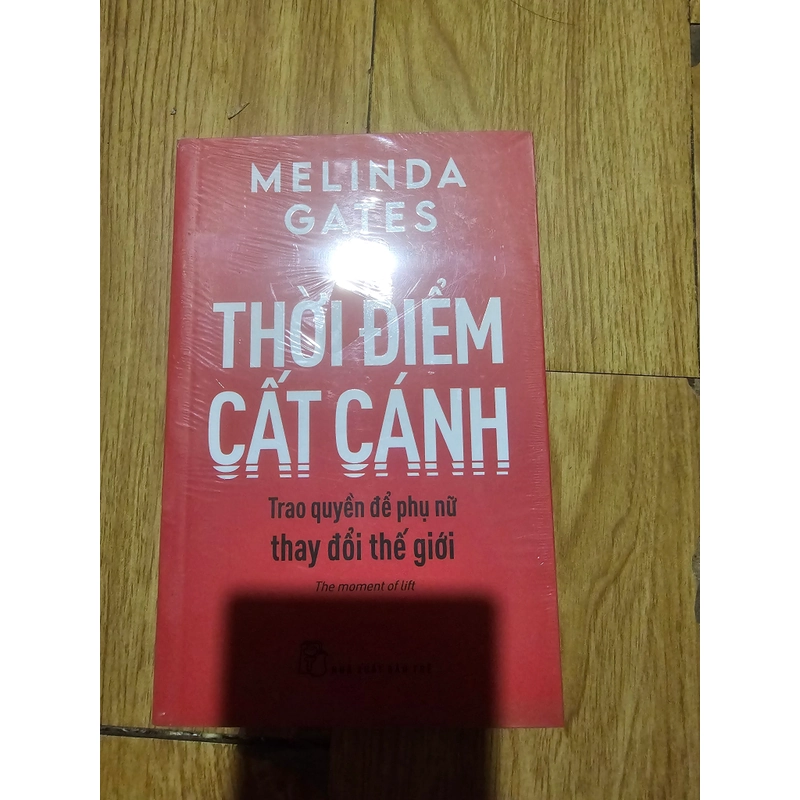 MELINDA
GATES
THỜI ĐIỂM
CẤT CÁNH
Trao quyền để phụ nữ
thay đổi thế giới
The moment of lift